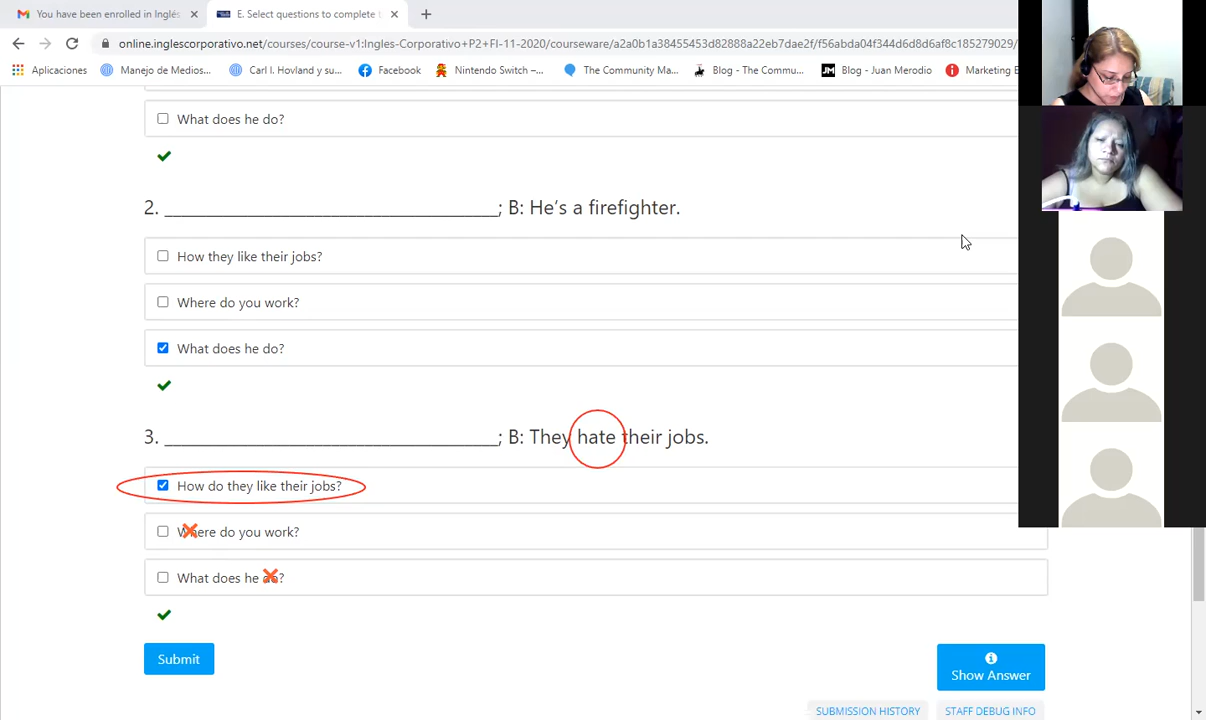 You have been enrolled in Inglés
E. Select questions to complete t
online.inglescorporativo.net/courses/course-v1:Ingles-Corporativo+P2+FI-11-2020/courseware/a2a0b1a38455453d82888a22eb7dae2f/f56abda04f344d6d8d6af8c185279029/
Aplicaciones
Manejo de Medios...
Carl I. Hovland y su...
Facebook
Nintendo Switch –...
The Community Ma...
Blog - The Commu...
Blog - Juan Merodio
Marketing E
What does he do?
2. ______________________________; B: He's a firefighter.
How they like their jobs?
Where do you work?
What does he do?
3. ______________________________; B: They hate their jobs.
How do they like their jobs?
Where do you work?
What does he do?
Submit
Show Answer
SUBMISSION HISTORY
STAFF DEBUG INFO